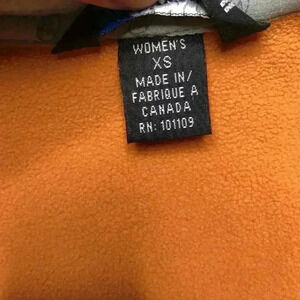 WOMEN'S
XS
MADE IN/
FABRIQUE A
CANADA
RN: 101109